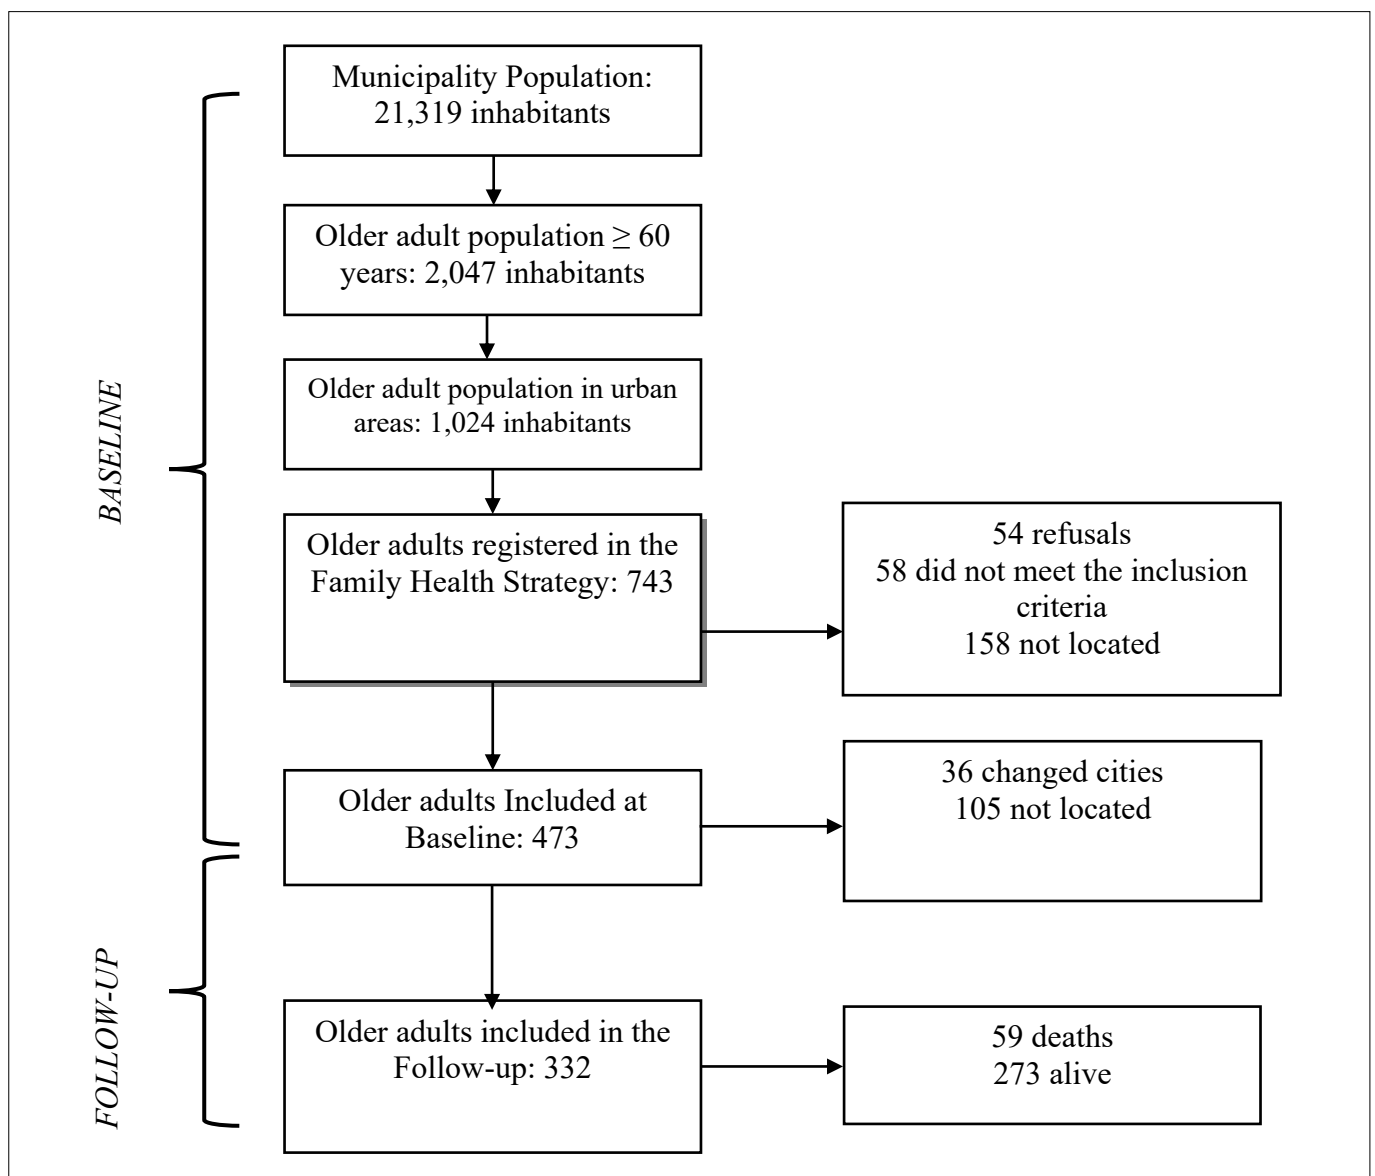 Municipality Population:
21,319 inhabitants
Older adult population ≥ 60
years: 2,047 inhabitants
Older adult population in urban
areas: 1,024 inhabitants
BASELINE
Older adults registered in the
Family Health Strategy: 743
54 refusals
58 did not meet the inclusion
criteria
158 not located
Older adults Included at
Baseline: 473
36 changed cities
105 not located
FOLLOW-UP
Older adults included in the
Follow-up: 332
59 deaths
273 alive